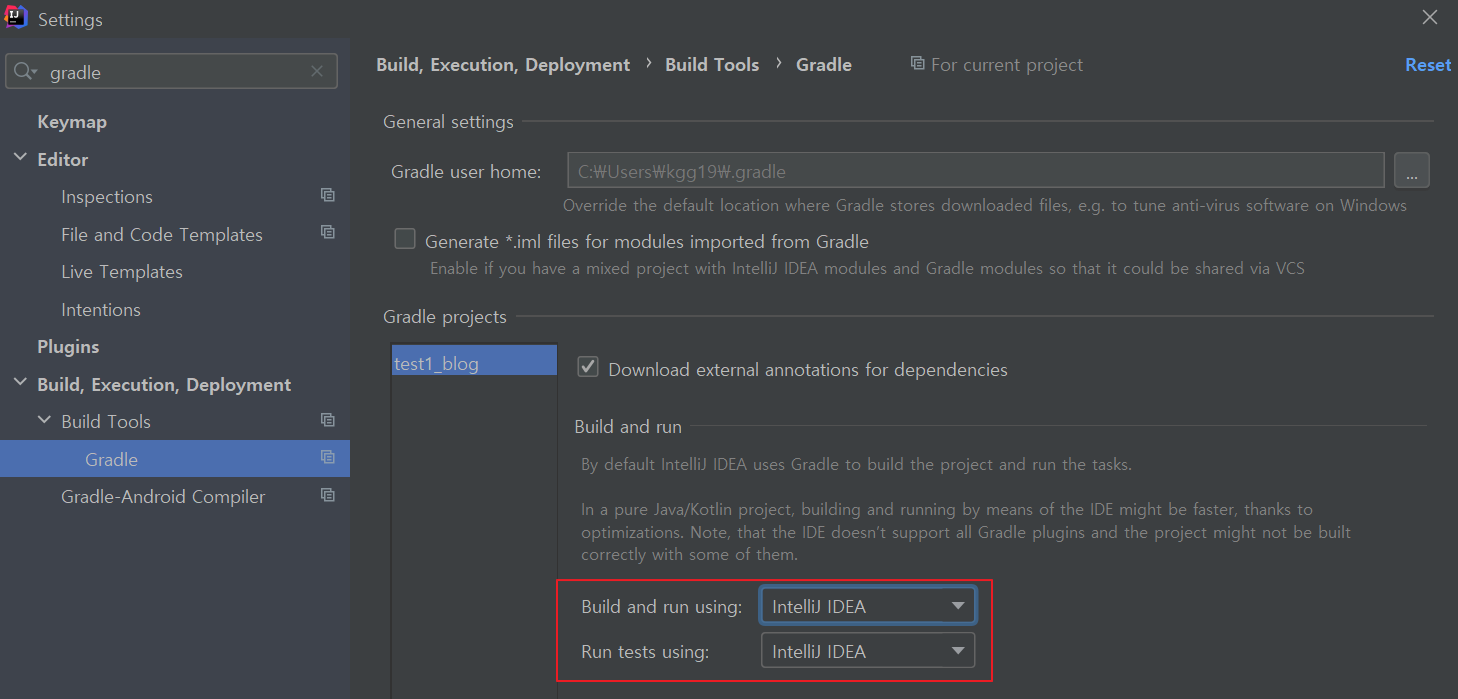 Settings
gradle
Keymap
Editor
Inspections
File and Code Templates
Live Templates
Intentions
Plugins
Build, Execution, Deployment
Build Tools
Gradle
Gradle-Android Compiler
Build, Execution, Deployment › Build Tools › Gradle
For current project
Reset
General settings
Gradle user home:
C:₩Users₩kgg19₩.gradle
...
Override the default location where Gradle stores downloaded files, e.g. to tune anti-virus software on Windows
Generate *.iml files for modules imported from Gradle
Enable if you have a mixed project with IntelliJ IDEA modules and Gradle modules so that it could be shared via VCS
Gradle projects
test1_blog
Download external annotations for dependencies
Build and run
By default IntelliJ IDEA uses Gradle to build the project and run the tasks.
In a pure Java/Kotlin project, building and running by means of the IDE might be faster, thanks to
optimizations. Note, that the IDE doesn't support all Gradle plugins and the project might not be built
correctly with some of them.
Build and run using: IntelliJ IDEA
Run tests using: IntelliJ IDEA